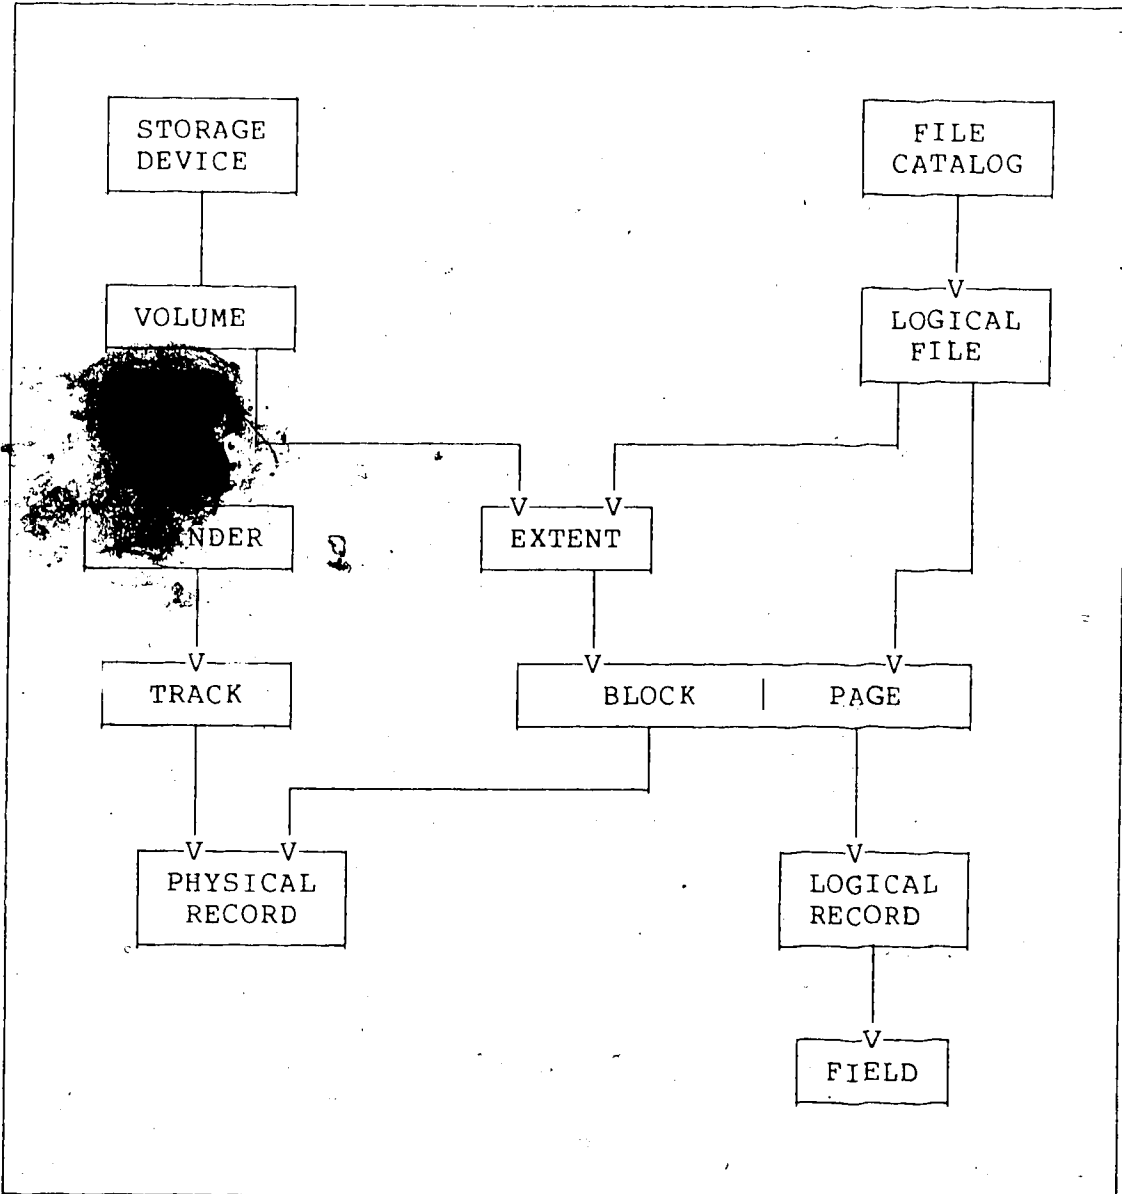 STORAGE
DEVICE
FILE
CATALOG
VOLUME
LOGICAL
FILE
NDER
EXTENT
TRACK
BLOCK | PAGE
PHYSICAL
RECORD
LOGICAL
RECORD
FIELD